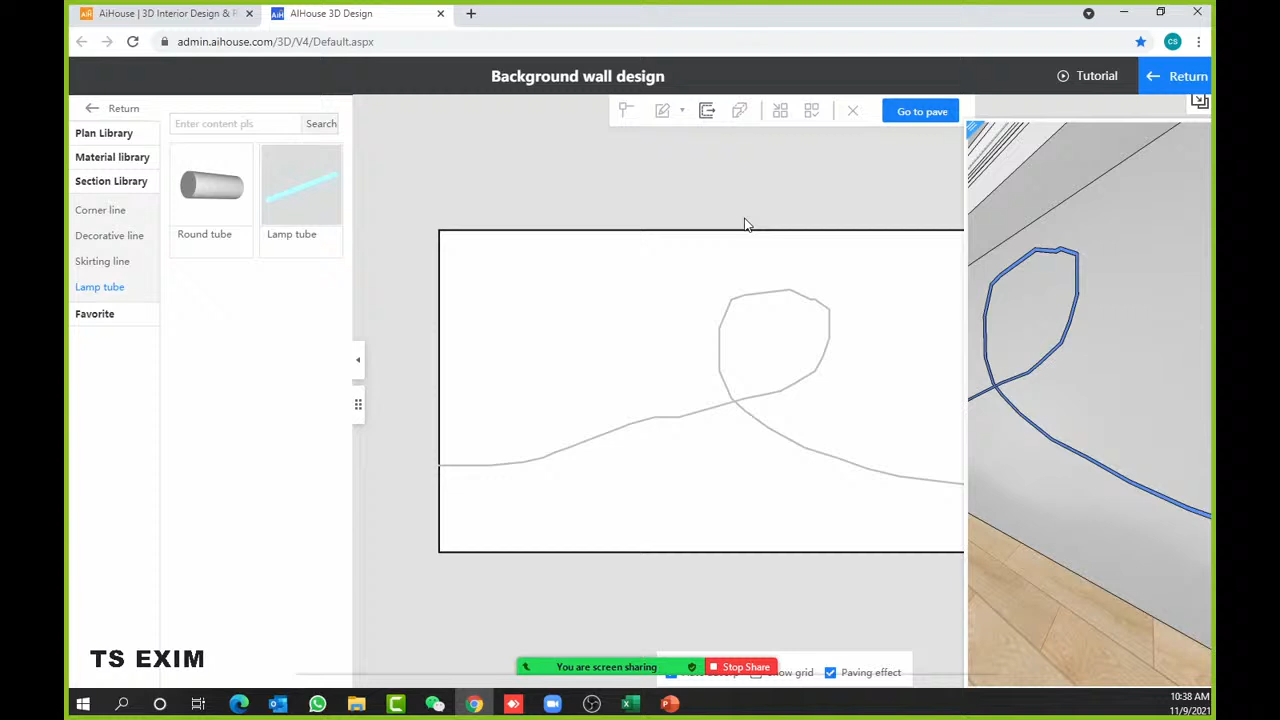 AiHouse | 3D Interior Design &
AIHouse 3D Design
admin.aihouse.com/3D/V4/Default.aspx
CS
Background wall design
Tutorial
Return
Return
Enter content pls
Search
Go to pave
Plan Library
Material library
Section Library
Corner line
Decorative line
Skirting line
Lamp tube
Favorite
Round tube
Lamp tube
TS EXIM
You are screen sharing
Stop Share
grid
Paving effect
10:38 AM
11/9/2021